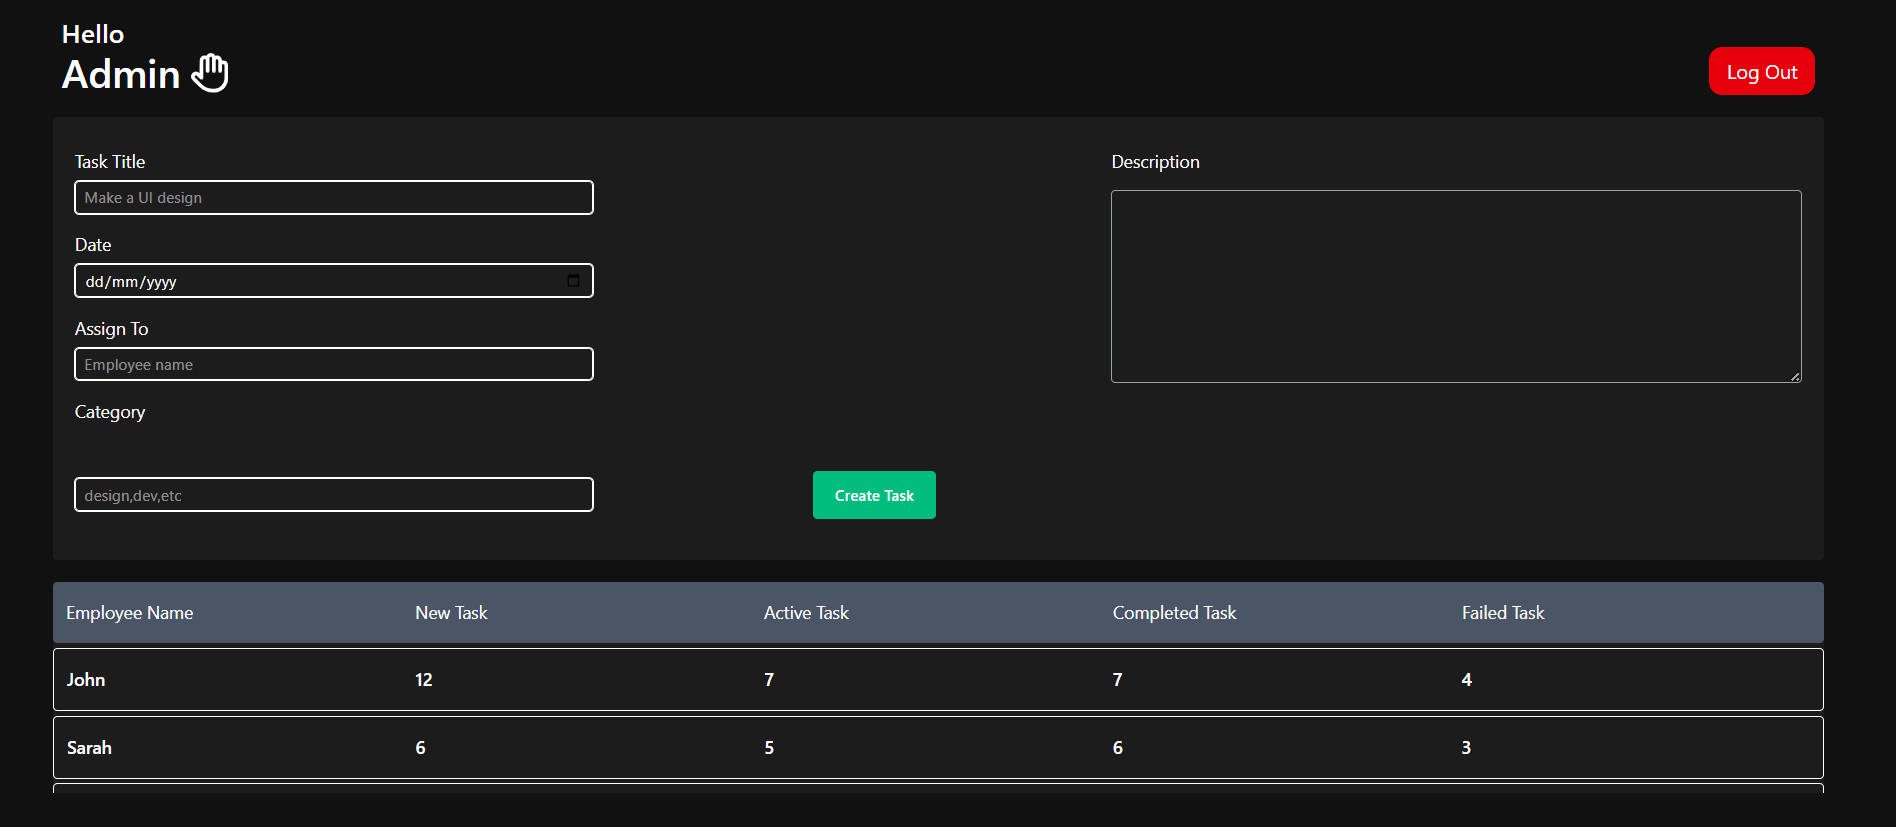 Hello
Admin
Log Out
Task Title
Make a UI design
Date
dd/mm/yyyy
Assign To
Employee name
Category
design,dev,etc
Description
Create Task
Employee Name New Task Active Task Completed Task Failed Task
John 12 7 7 4
Sarah 6 5 6 3